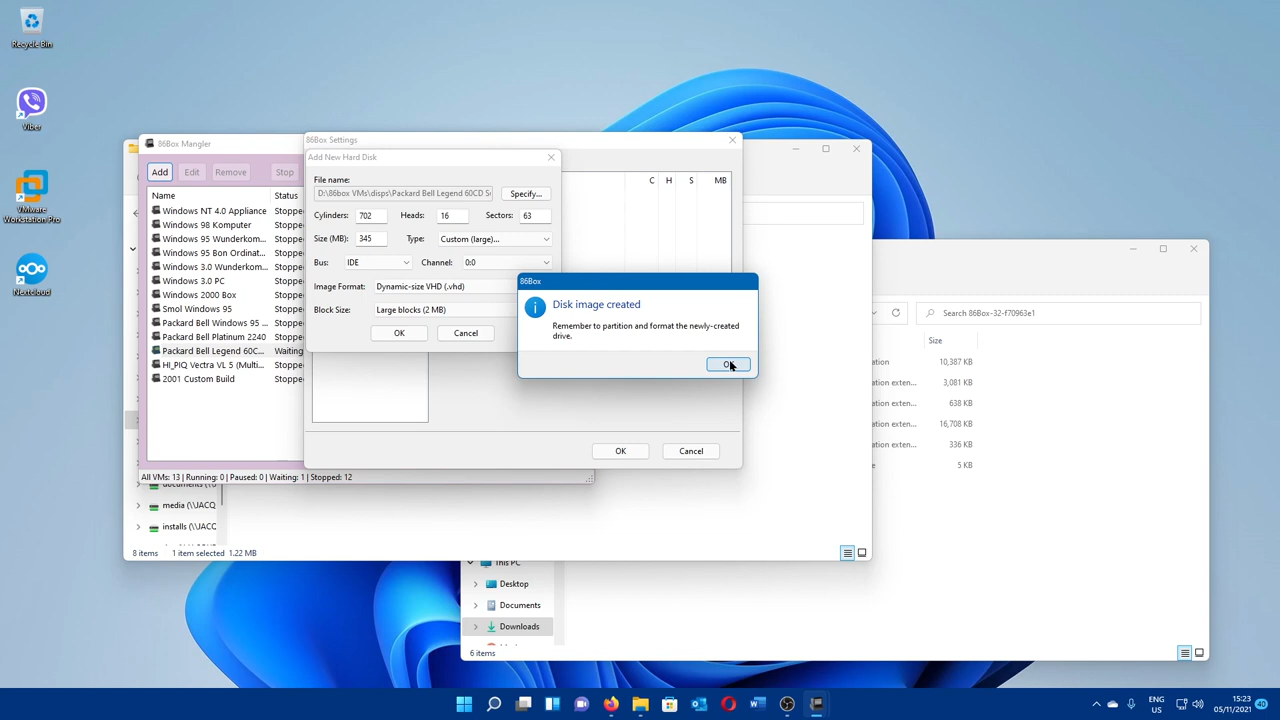 Recycle Bin
Viber
VMware
Workstation Pro
Nextcloud
86Box Mangler
Add
Edit
Remove
Stop
Name
Status
Windows NT 4.0 Appliance
Stoppe
Windows 98 Komputer
Stoppe
Windows 95 Wunderkom...
Stoppe
Windows 95 Bon Ordinat...
Stoppe
Windows 3.0 Wunderkom...
Stoppe
Windows 3.0 PC
Stoppe
Windows 2000 Box
Stoppe
Smol Windows 95
Stoppe
Packard Bell Windows 95 ...
Stoppe
Packard Bell Platinum 2240
Stoppe
Packard Bell Legend 60C...
Waiting
HI_PIQ Vectra VL 5 (Multi...
Stoppe
2001 Custom Build
Stoppe
All VMs: 13 | Running: 0 | Paused: 0 | Waiting: 1 | Stopped: 12
86Box Settings
C H S MB
OK
Cancel
Add New Hard Disk
File name:
D:\86box VMs\disps\Packard Bell Legend 60CD S
Specify...
Cylinders: 702
Heads: 16
Sectors: 63
Size (MB): 345
Type: Custom (large)...
Bus: IDE
Channel: 0:0
Image Format: Dynamic-size VHD (.vhd)
Block Size: Large blocks (2 MB)
OK
Cancel
86Box
Disk image created
Remember to partition and format the newly-created
drive.
OK
documents (\\JACQ
media (\\JACQ
installs (\\JACQ
8 items
1 item selected 1.22 MB
Search 86Box-32-f70963e1
Size
ation
10,387 KB
ation exten...
3,081 KB
ation exten...
638 KB
ation exten...
16,708 KB
ation exten...
336 KB
e
5 KB
This PC
Desktop
Documents
Downloads
6 items
ENG
US
15:23
05/11/2021